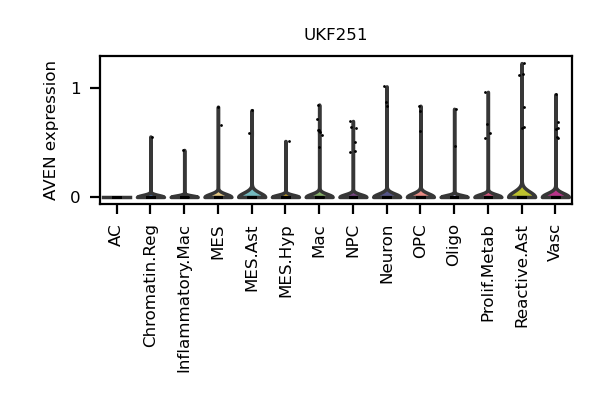 UKF251
AVEN expression
1
0
AC
Chromatin.Reg
Inflammatory.Mac
MES
MES.Ast
MES.Hyp
Mac
NPC
Neuron
OPC
Oligo
Prolif.Metab
Reactive.Ast
Vasc